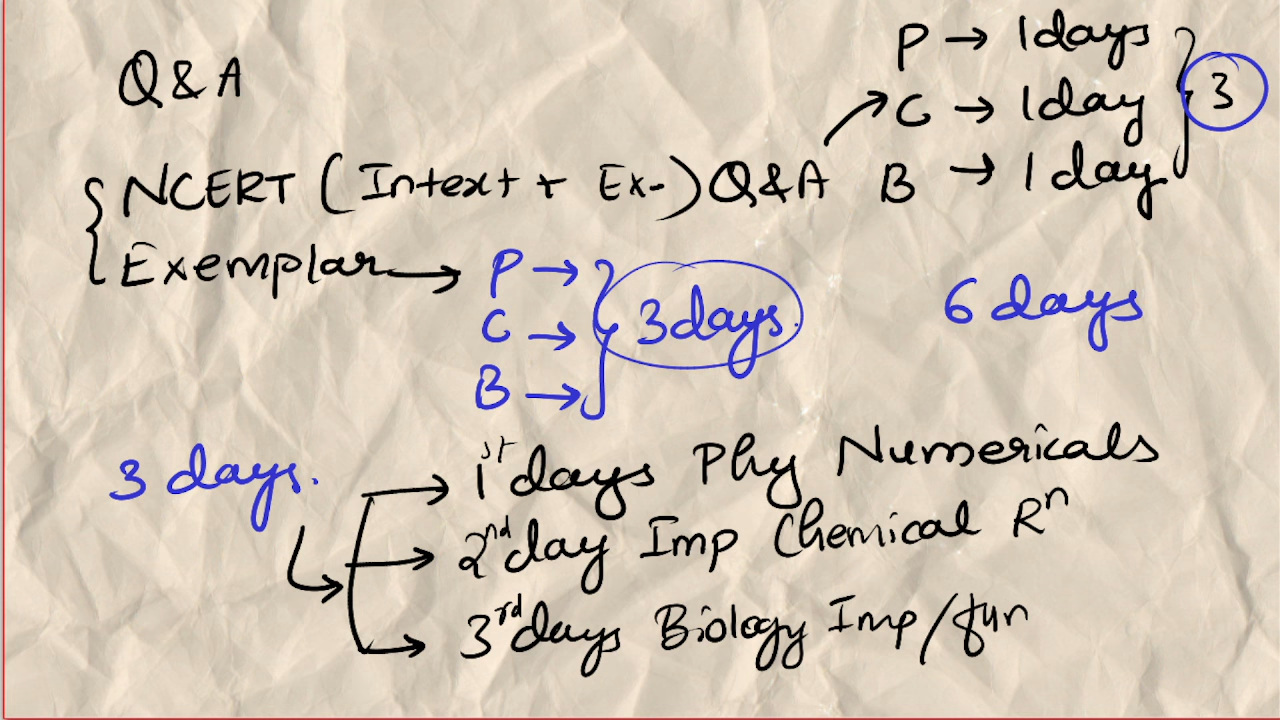 Q&A
P → 1days
C → 1day
B → 1day
3
NCERT (Intext + Ex-) Q&A
Exemplar → P →
C →
B →
3days.
6 days
3 days.
→ 1st days Phy Numericals
→ 2nd day Imp Chemical Rn
→ 3rd days Biology Imp/fun